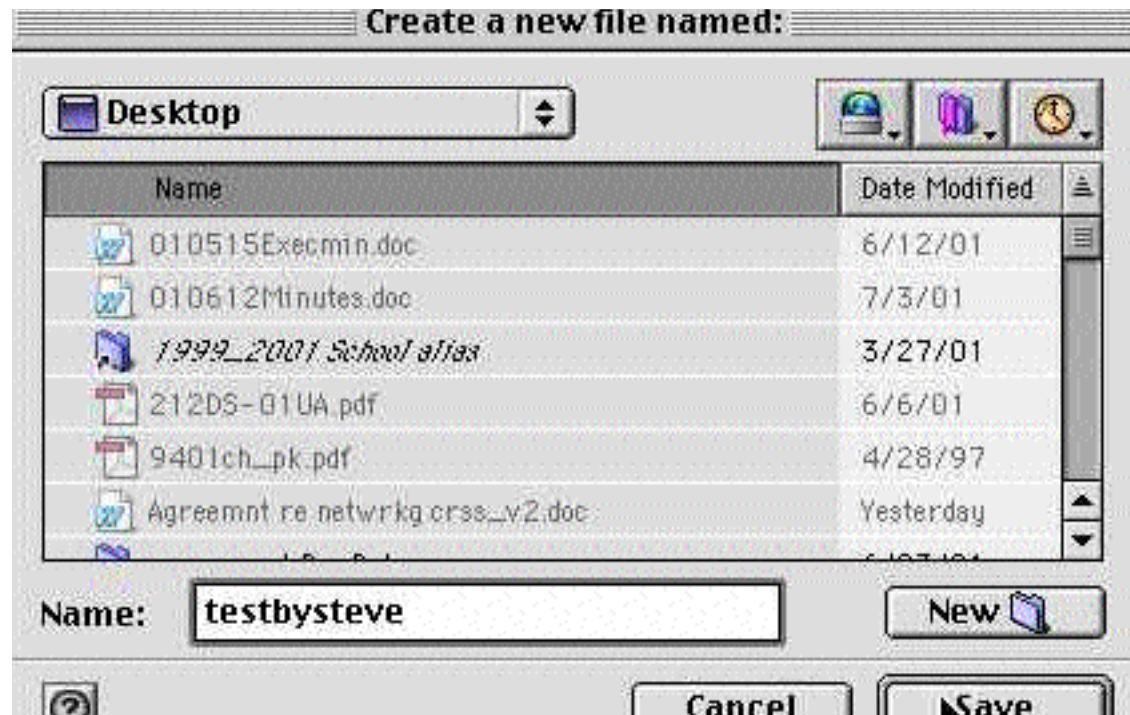 Create a new file named:
Desktop
Name Date Modified
010515Execmin.doc 6/12/01
010612Minutes.doc 7/3/01
1999_2001 School alias 3/27/01
212DS-01UA.pdf 6/6/01
9401ch_pk.pdf 4/28/97
Agreemnt re netwrkg crss_v2.doc Yesterday
Name: testbysteve New
? Cancel Save